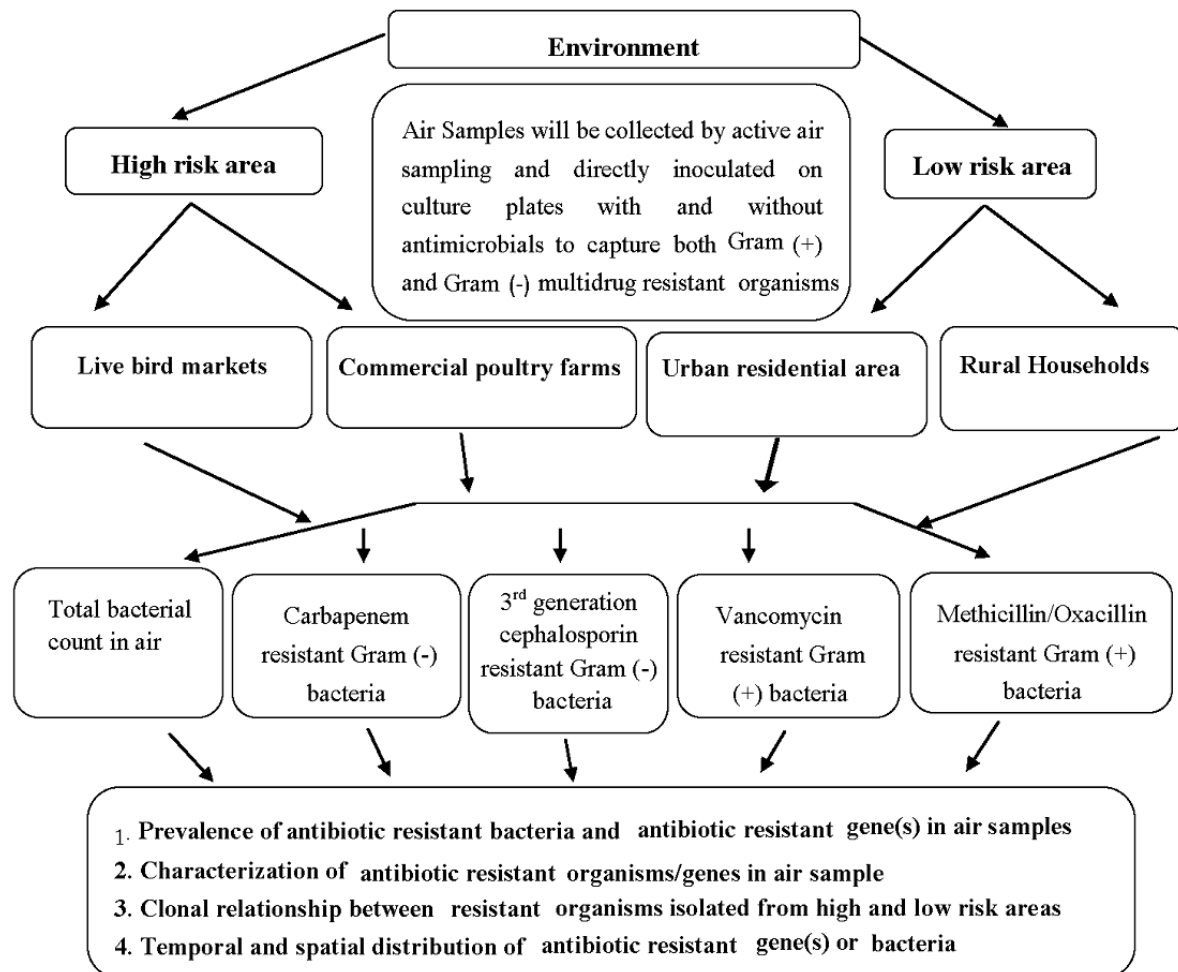 Environment
Air Samples will be collected by active air
sampling and directly inoculated on
culture plates with and without
antimicrobials to capture both Gram (+)
and Gram (-) multidrug resistant organisms
High risk area
Low risk area
Live bird markets
Commercial poultry farms
Urban residential area
Rural Households
Total bacterial
count in air
Carbapenem
resistant Gram (-)
bacteria
3rd generation
cephalosporin
resistant Gram (-)
bacteria
Vancomycin
resistant Gram
(+) bacteria
Methicillin/Oxacillin
resistant Gram (+)
bacteria
1. Prevalence of antibiotic resistant bacteria and antibiotic resistant gene(s) in air samples
2. Characterization of antibiotic resistant organisms/genes in air sample
3. Clonal relationship between resistant organisms isolated from high and low risk areas
4. Temporal and spatial distribution of antibiotic resistant gene(s) or bacteria